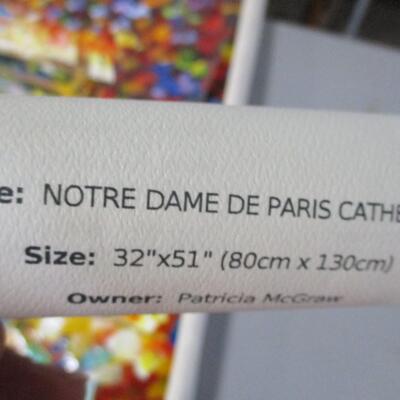 e: NOTRE DAME DE PARIS CATHE
Size: 32"x51" (80cm x 130cm)
Owner: Patricia McGraw